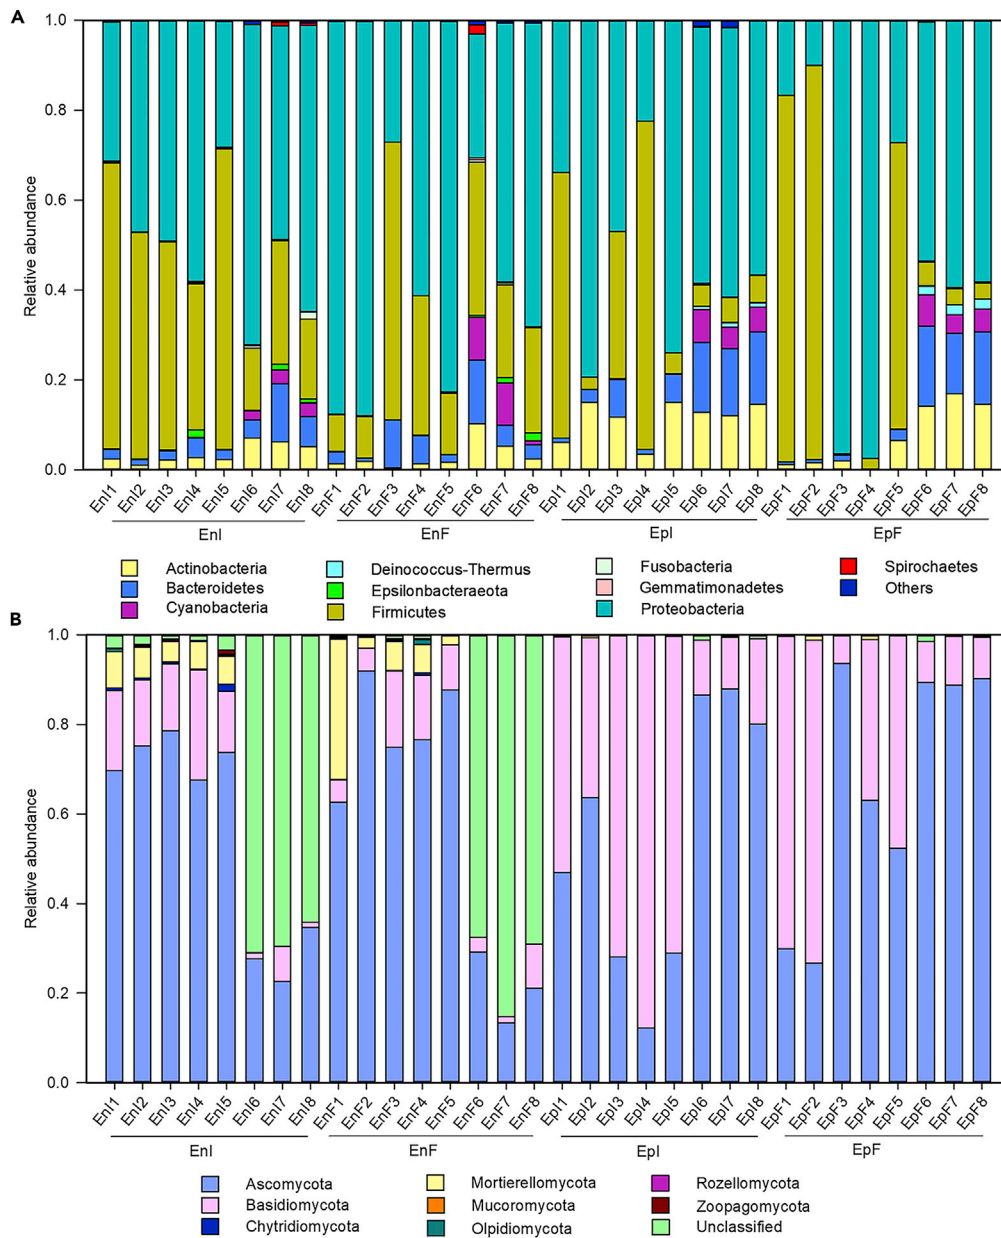 A
1.0
0.8
0.6
0.4
0.2
0.0
Relative abundance
EnI1 EnI2 EnI3 EnI4 EnI5 EnI6 EnI7 EnI8 EnF1 EnF2 EnF3 EnF4 EnF5 EnF6 EnF7 EnF8 EpI1 EpI2 EpI3 EpI4 EpI5 EpI6 EpI7 EpI8 EpF1 EpF2 EpF3 EpF4 EpF5 EpF6 EpF7 EpF8
EnI EnF EpI EpF
Actinobacteria Deinococcus-Thermus Fusobacteria Spirochaetes
Bacteroidetes Epsilonbacteraeota Gemmatimonadetes Others
Cyanobacteria Firmicutes Proteobacteria
B
1.0
0.8
0.6
0.4
0.2
0.0
Relative abundance
EnI1 EnI2 EnI3 EnI4 EnI5 EnI6 EnI7 EnI8 EnF1 EnF2 EnF3 EnF4 EnF5 EnF6 EnF7 EnF8 EpI1 EpI2 EpI3 EpI4 EpI5 EpI6 EpI7 EpI8 EpF1 EpF2 EpF3 EpF4 EpF5 EpF6 EpF7 EpF8
EnI EnF EpI EpF
Ascomycota Mortierellomycota Rozellomycota
Basidiomycota Mucoromycota Zoopagomycota
Chytridiomycota Olpidiomycota Unclassified